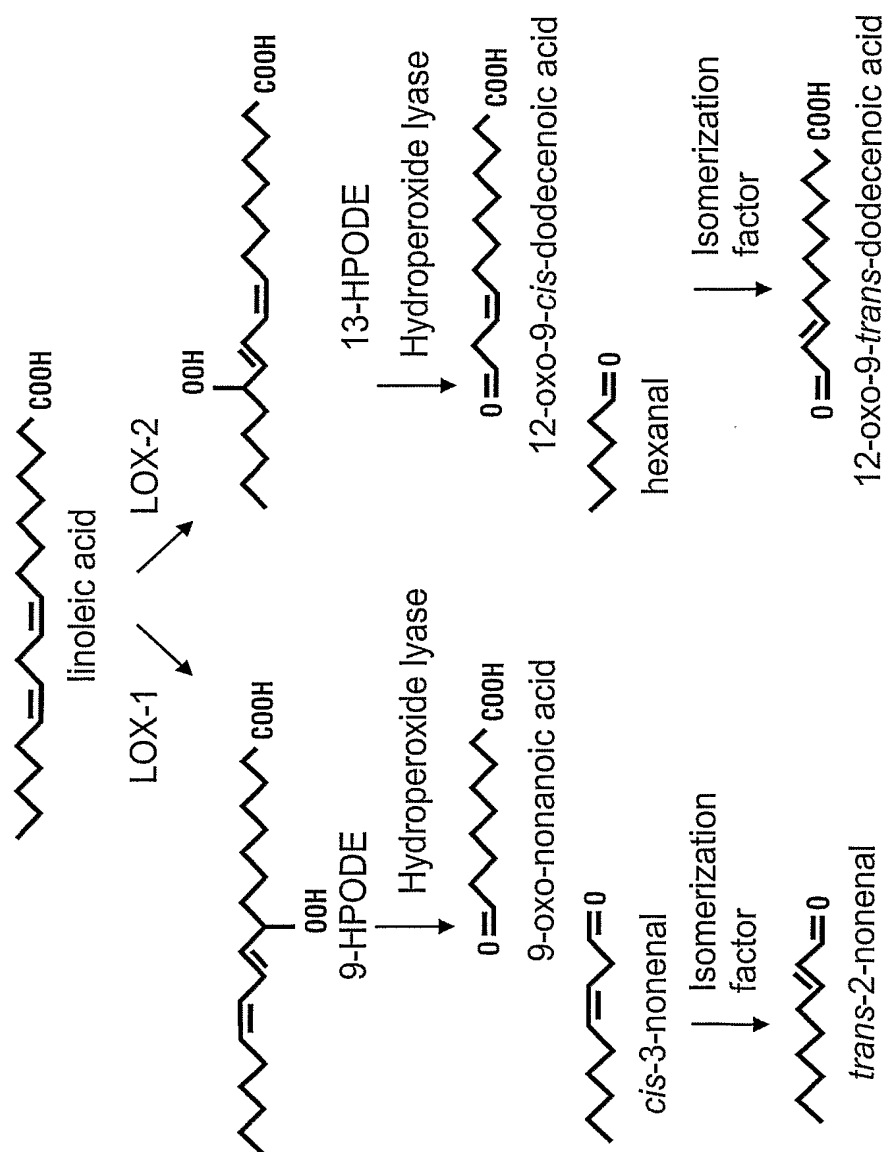 COOH
linoleic acid
LOX-1
LOX-2
COOH
OOH
9-HPODE
Hydroperoxide lyase
O
COOH
9-oxo-nonanoic acid
O
cis-3-nonenal
Isomerization
factor
O
trans-2-nonenal
OOH
COOH
13-HPODE
Hydroperoxide lyase
O
COOH
12-oxo-9-cis-dodecenoic acid
O
hexanal
Isomerization
factor
O
COOH
12-oxo-9-trans-dodecenoic acid